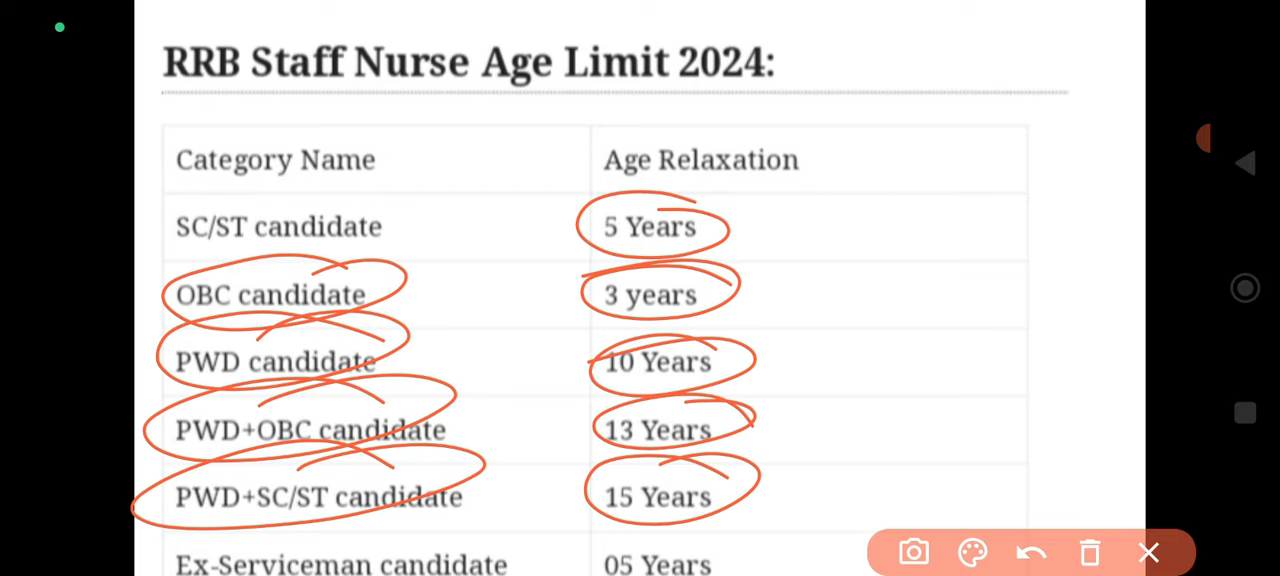 RRB Staff Nurse Age Limit 2024:
Category Name Age Relaxation
SC/ST candidate 5 Years
OBC candidate 3 years
PWD candidate 10 Years
PWD+OBC candidate 13 Years
PWD+SC/ST candidate 15 Years
Ex-Serviceman candidate 05 Years